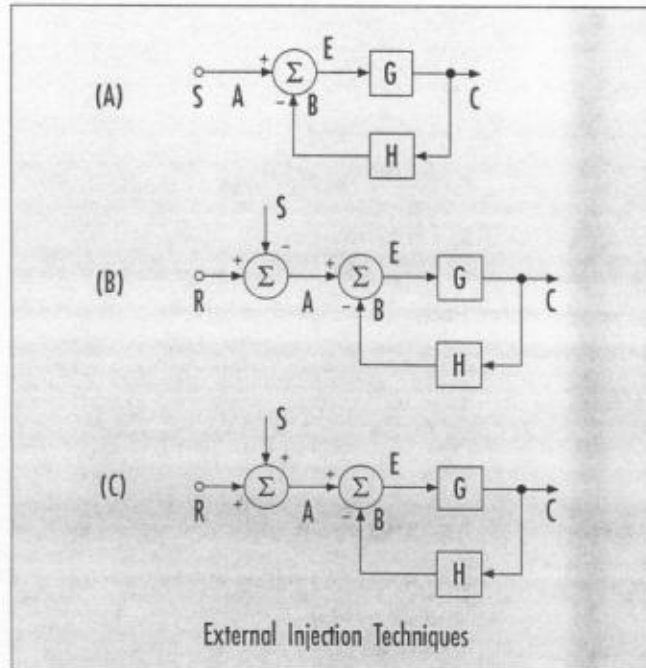 E
+
Σ
G
(A)
S A
−
B
C
H
S
+
−
+
E
(B)
Σ
Σ
G
R
A
−
B
C
H
S
+
+
E
(C)
Σ
Σ
G
R
A
B
C
H
External Injection Techniques